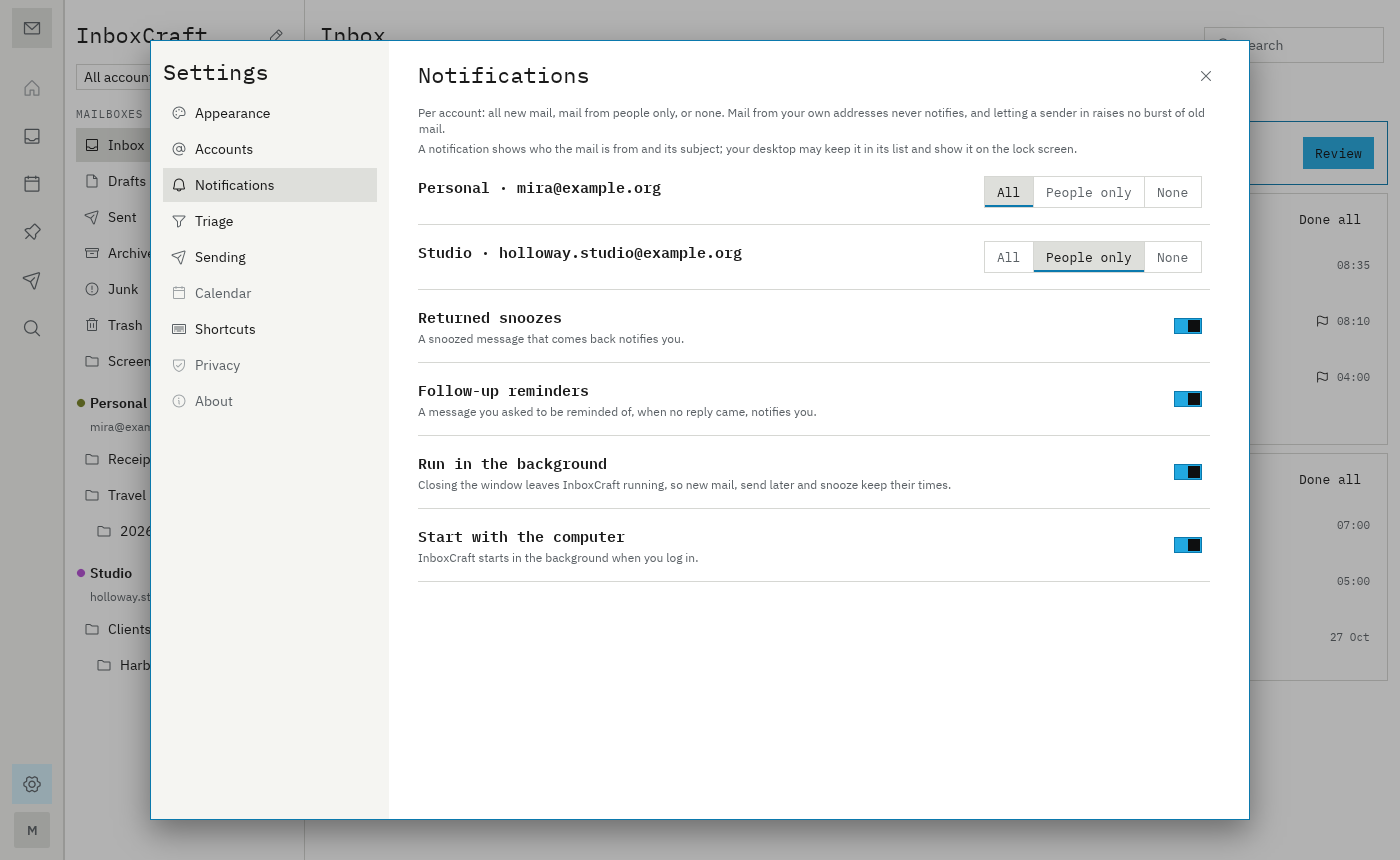 InboxCraft
All account
MAILBOXES
Inbox
Drafts
Sent
Archive
Junk
Trash
Screen
Personal
mira@exam
Receip
Travel
2026
Studio
holloway.st
Clients
Harb
M
Inbox
earch
Review
Done all
08:35
08:10
04:00
Done all
07:00
05:00
27 Oct
Settings
Appearance
Accounts
Notifications
Triage
Sending
Calendar
Shortcuts
Privacy
About
Notifications
Per account: all new mail, mail from people only, or none. Mail from your own addresses never notifies, and letting a sender in raises no burst of old
mail.
A notification shows who the mail is from and its subject; your desktop may keep it in its list and show it on the lock screen.
Personal · mira@example.org
All People only None
Studio · holloway.studio@example.org
All People only None
Returned snoozes
A snoozed message that comes back notifies you.
Follow-up reminders
A message you asked to be reminded of, when no reply came, notifies you.
Run in the background
Closing the window leaves InboxCraft running, so new mail, send later and snooze keep their times.
Start with the computer
InboxCraft starts in the background when you log in.